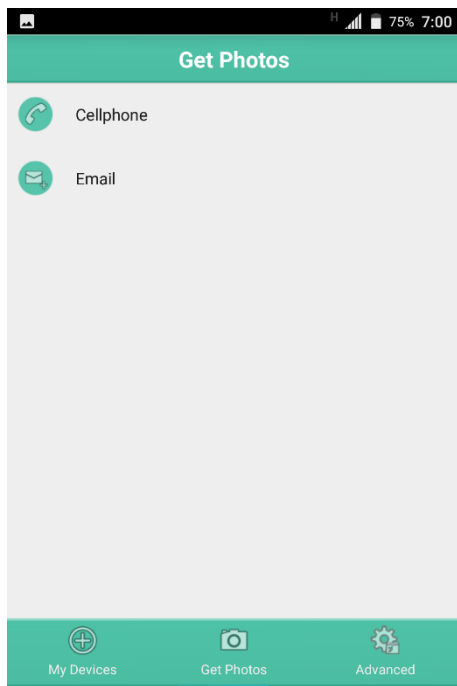 H 75% 7:00
Get Photos
Cellphone
Email
My Devices Get Photos Advanced